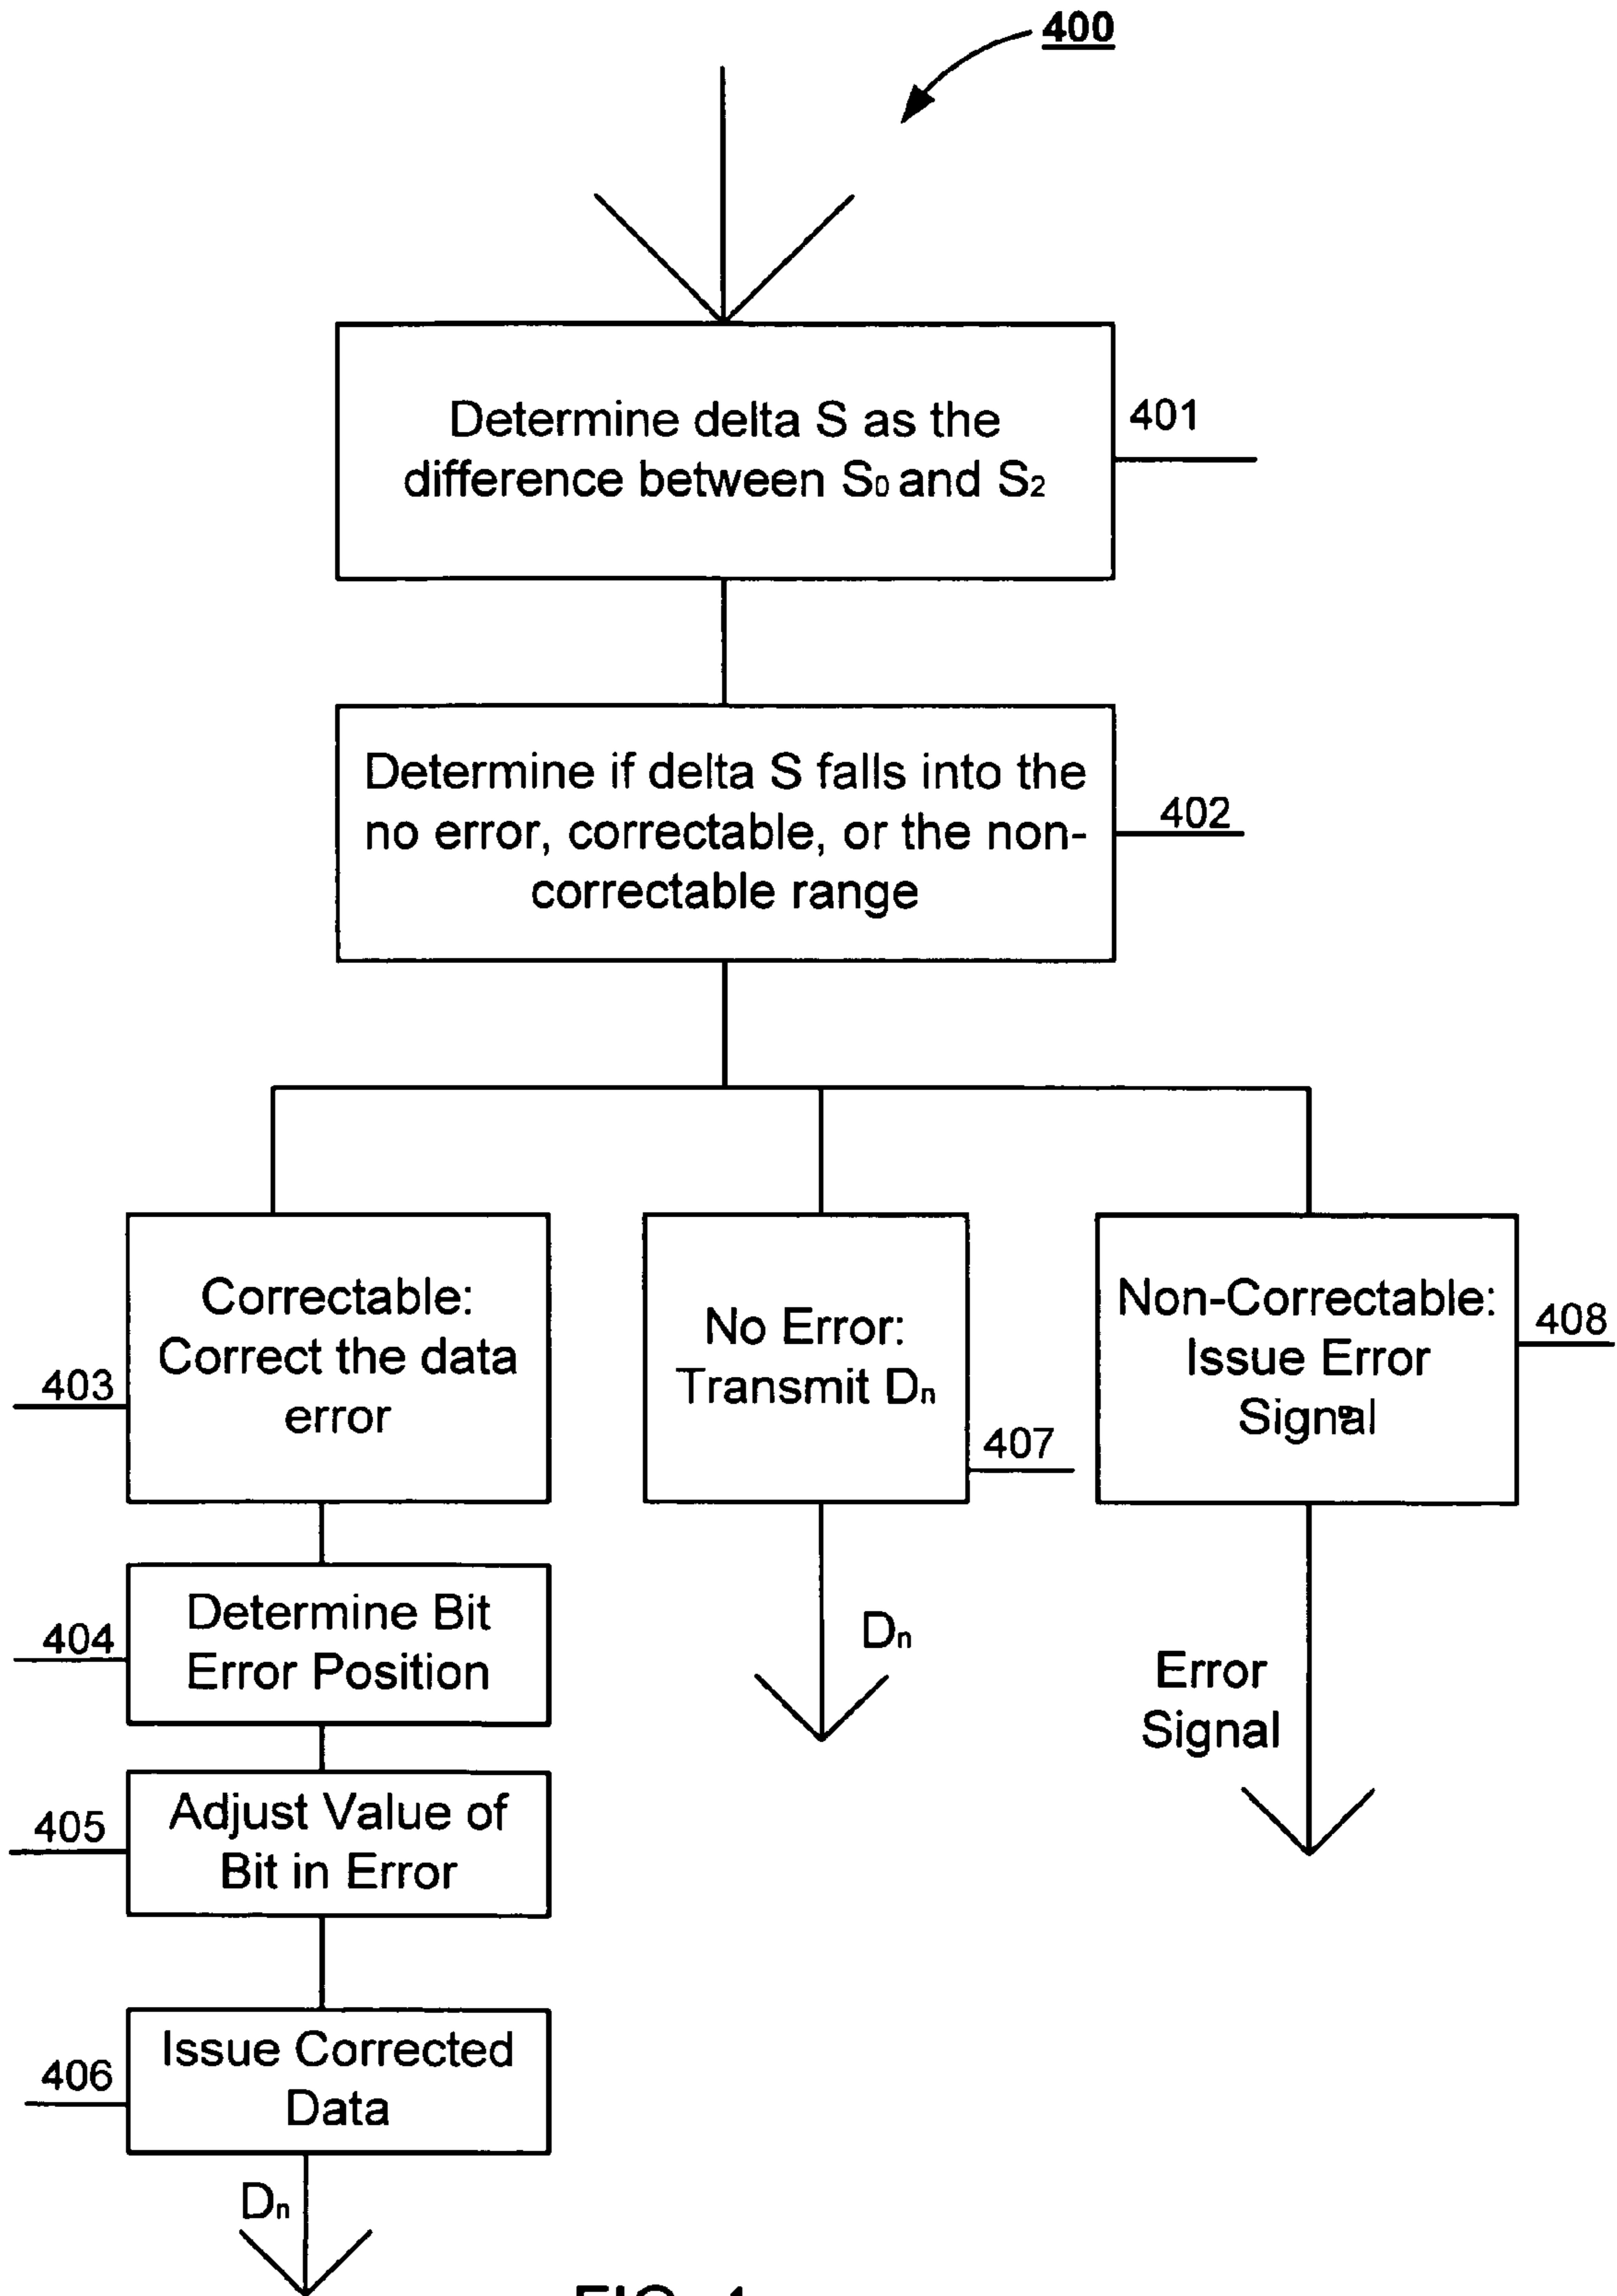 400
Determine delta S as the
difference between S₀ and S₂
401
Determine if delta S falls into the
no error, correctable, or the non-
correctable range
402
Correctable:
Correct the data
error
403
No Error:
Transmit Dₙ
407
Non-Correctable:
Issue Error
Signal
408
Determine Bit
Error Position
404
Dₙ
Error
Signal
Adjust Value of
Bit in Error
405
Issue Corrected
Data
406
Dₙ